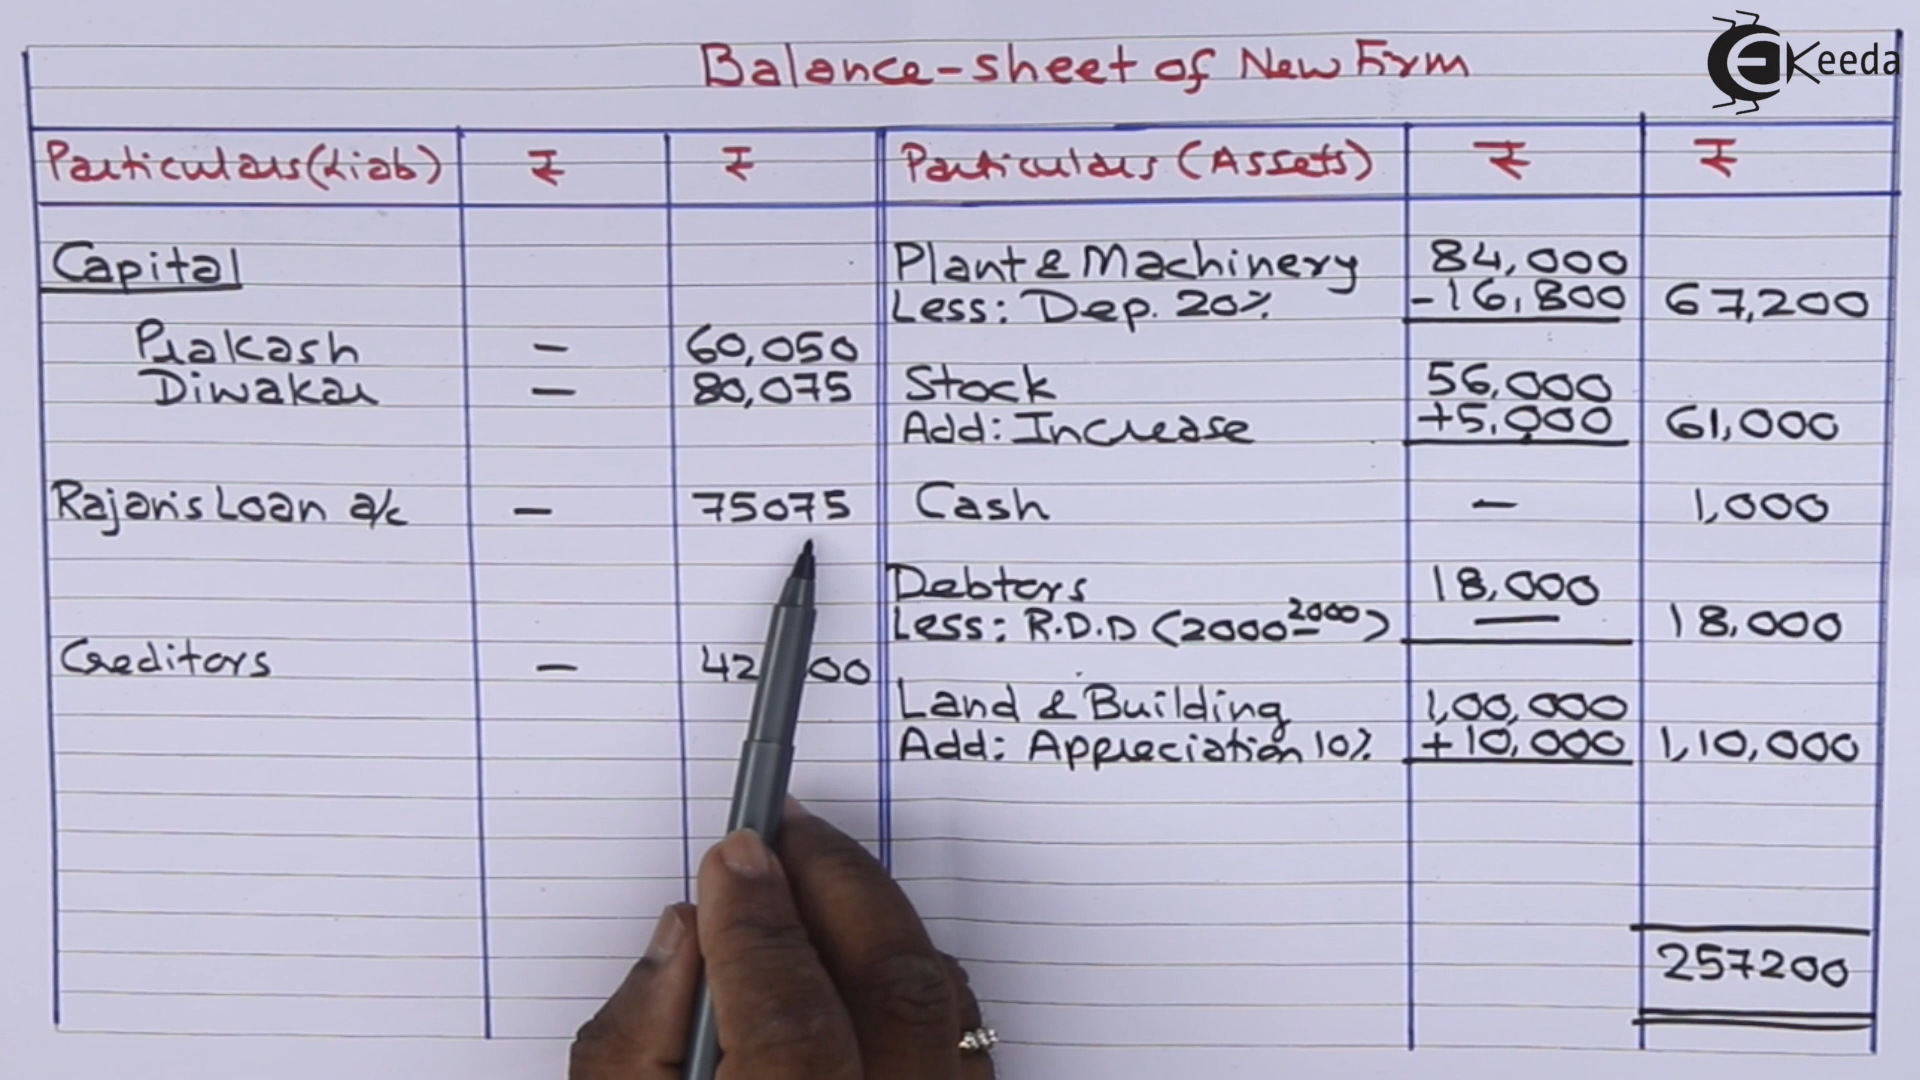 Keeda
Balance-sheet of New Firm
Particulars (Liab) ₹ ₹ Particulars (Assets) ₹ ₹
Capital Plant & Machinery 84,000
Less: Dep. 20% -16,800 67,200
Prakash - 60,050
Diwakar - 80,075 Stock 56,000
Add: Increase +5,000 61,000
Rajan's Loan a/c - 75075 Cash - 1,000
Debtors 18,000
Less: R.D.D (2000-2000) — 18,000
Creditors -
Land & Building 1,00,000
Add: Appreciation 10% +10,000 1,10,000
257200